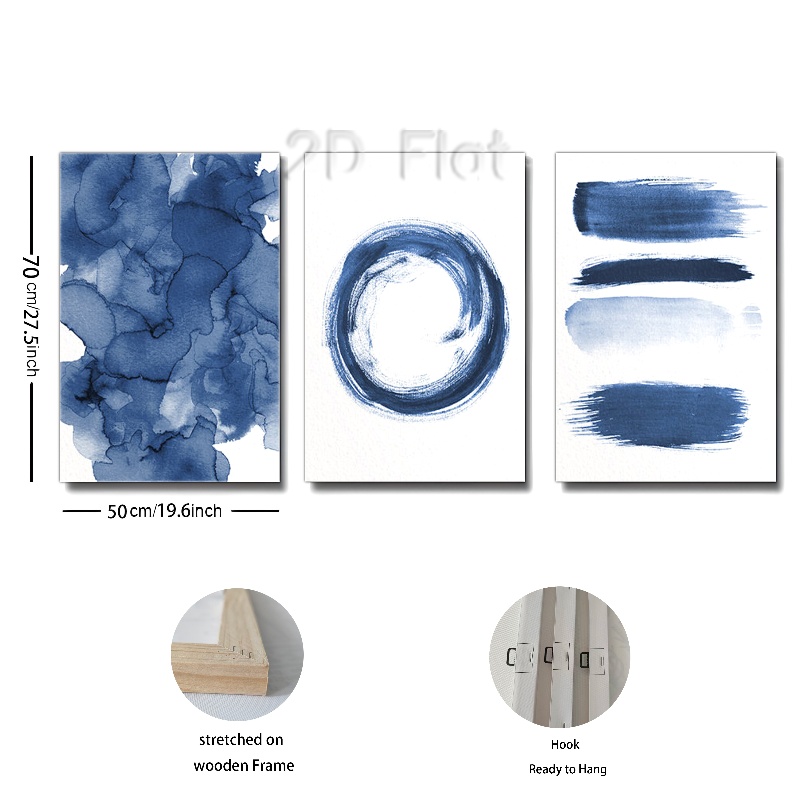 2D Flat
70 cm/27.5inch
50 cm/19.6inch
stretched on
wooden Frame
Hook
Ready to Hang